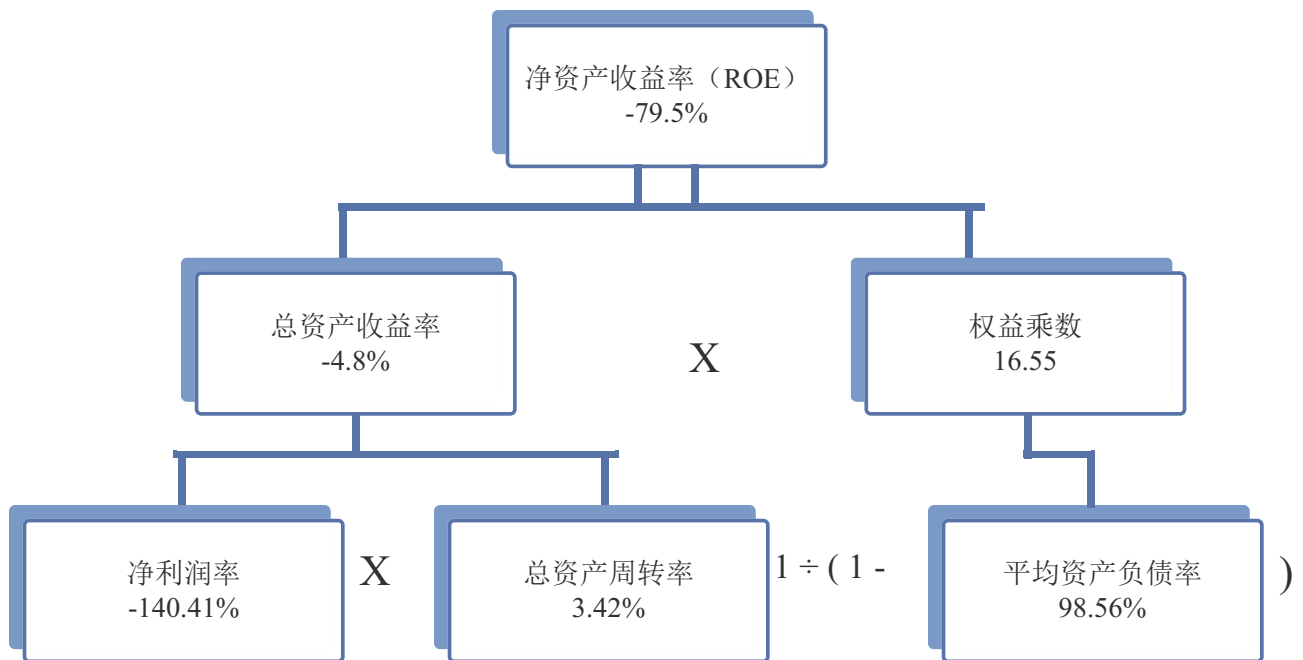 净资产收益率（ROE）
-79.5%
总资产收益率
-4.8%
X
权益乘数
16.55
净利润率
-140.41%
X
总资产周转率
3.42%
1 ÷ ( 1 -
平均资产负债率
98.56%
)